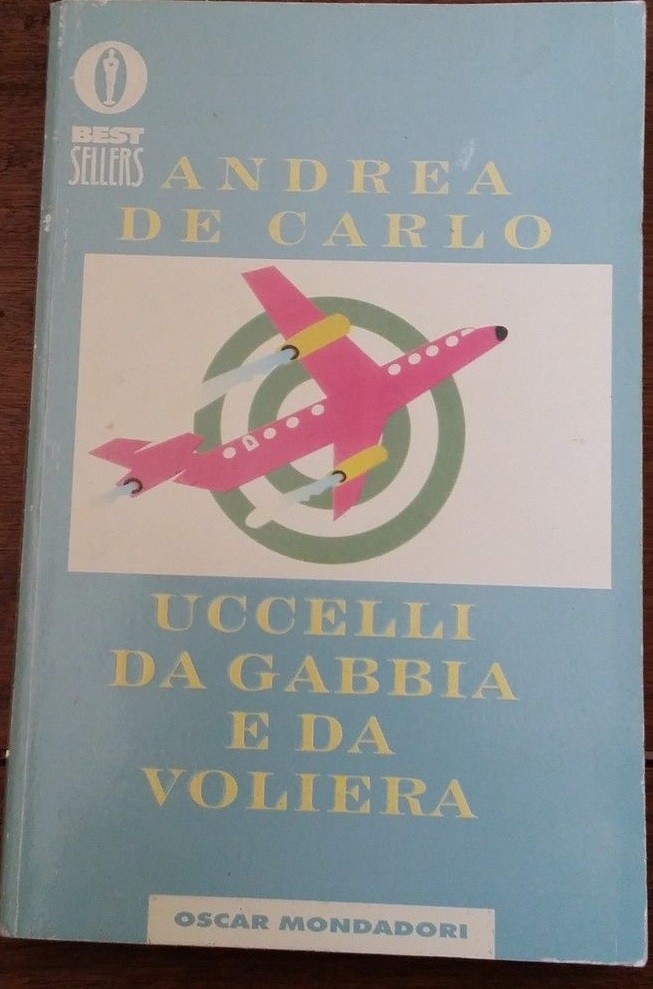 BEST
SELLERS
ANDREA
DE CARLO
UCCELLI
DA GABBIA
E DA
VOLIERA
OSCAR MONDADORI